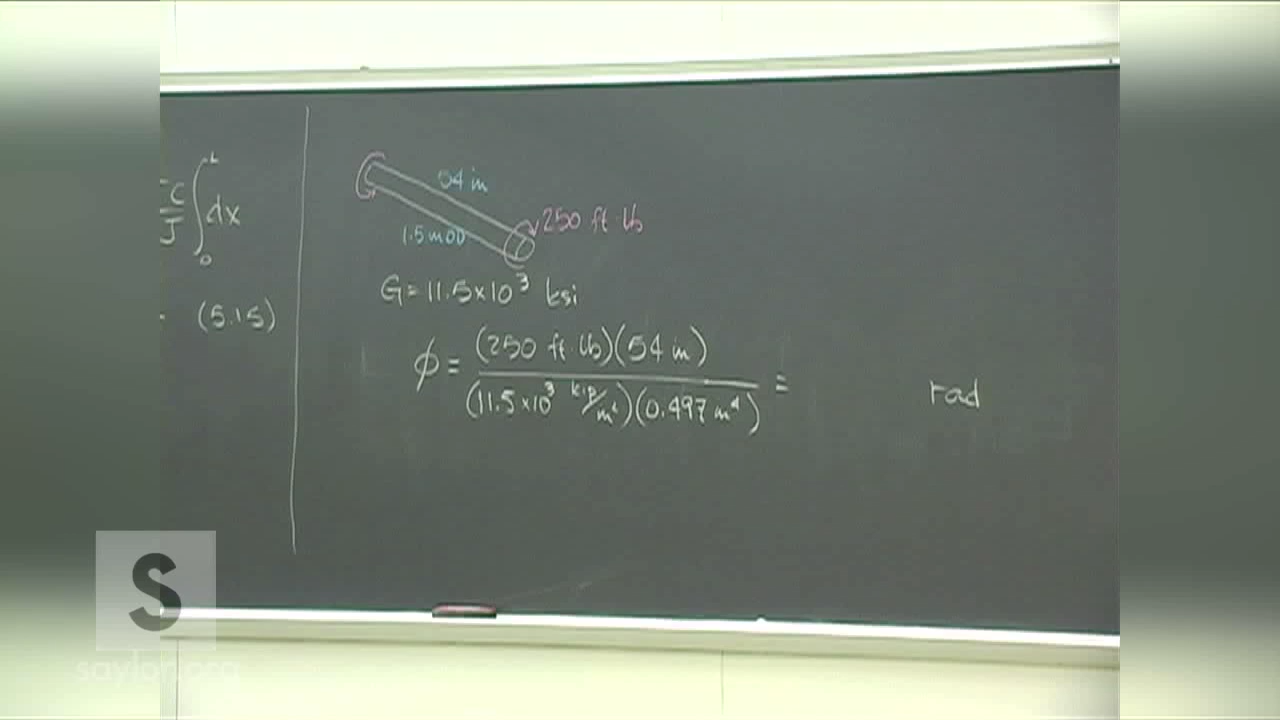 C/J ∫₀ᴸ dx
(5.15)
54 in
250 ft lb
1.5 in OD
G = 11.5×10³ ksi
ϕ = (250 ft·lb)(54 in) / (11.5×10³ kip/in²)(0.497 in⁴) = rad
S
saylor.org